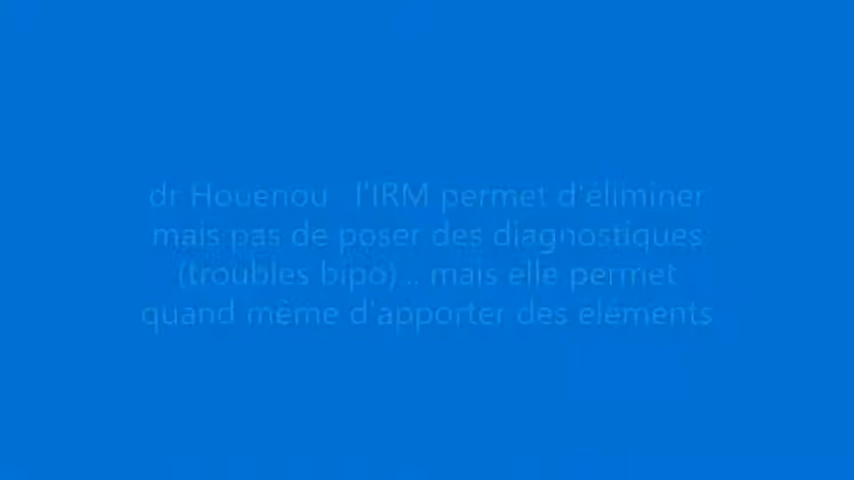 dr Houenou l'IRM permet d'éliminer
mais pas de poser des diagnostiques
(troubles bipo)... mais elle permet
quand même d'apporter des eléments